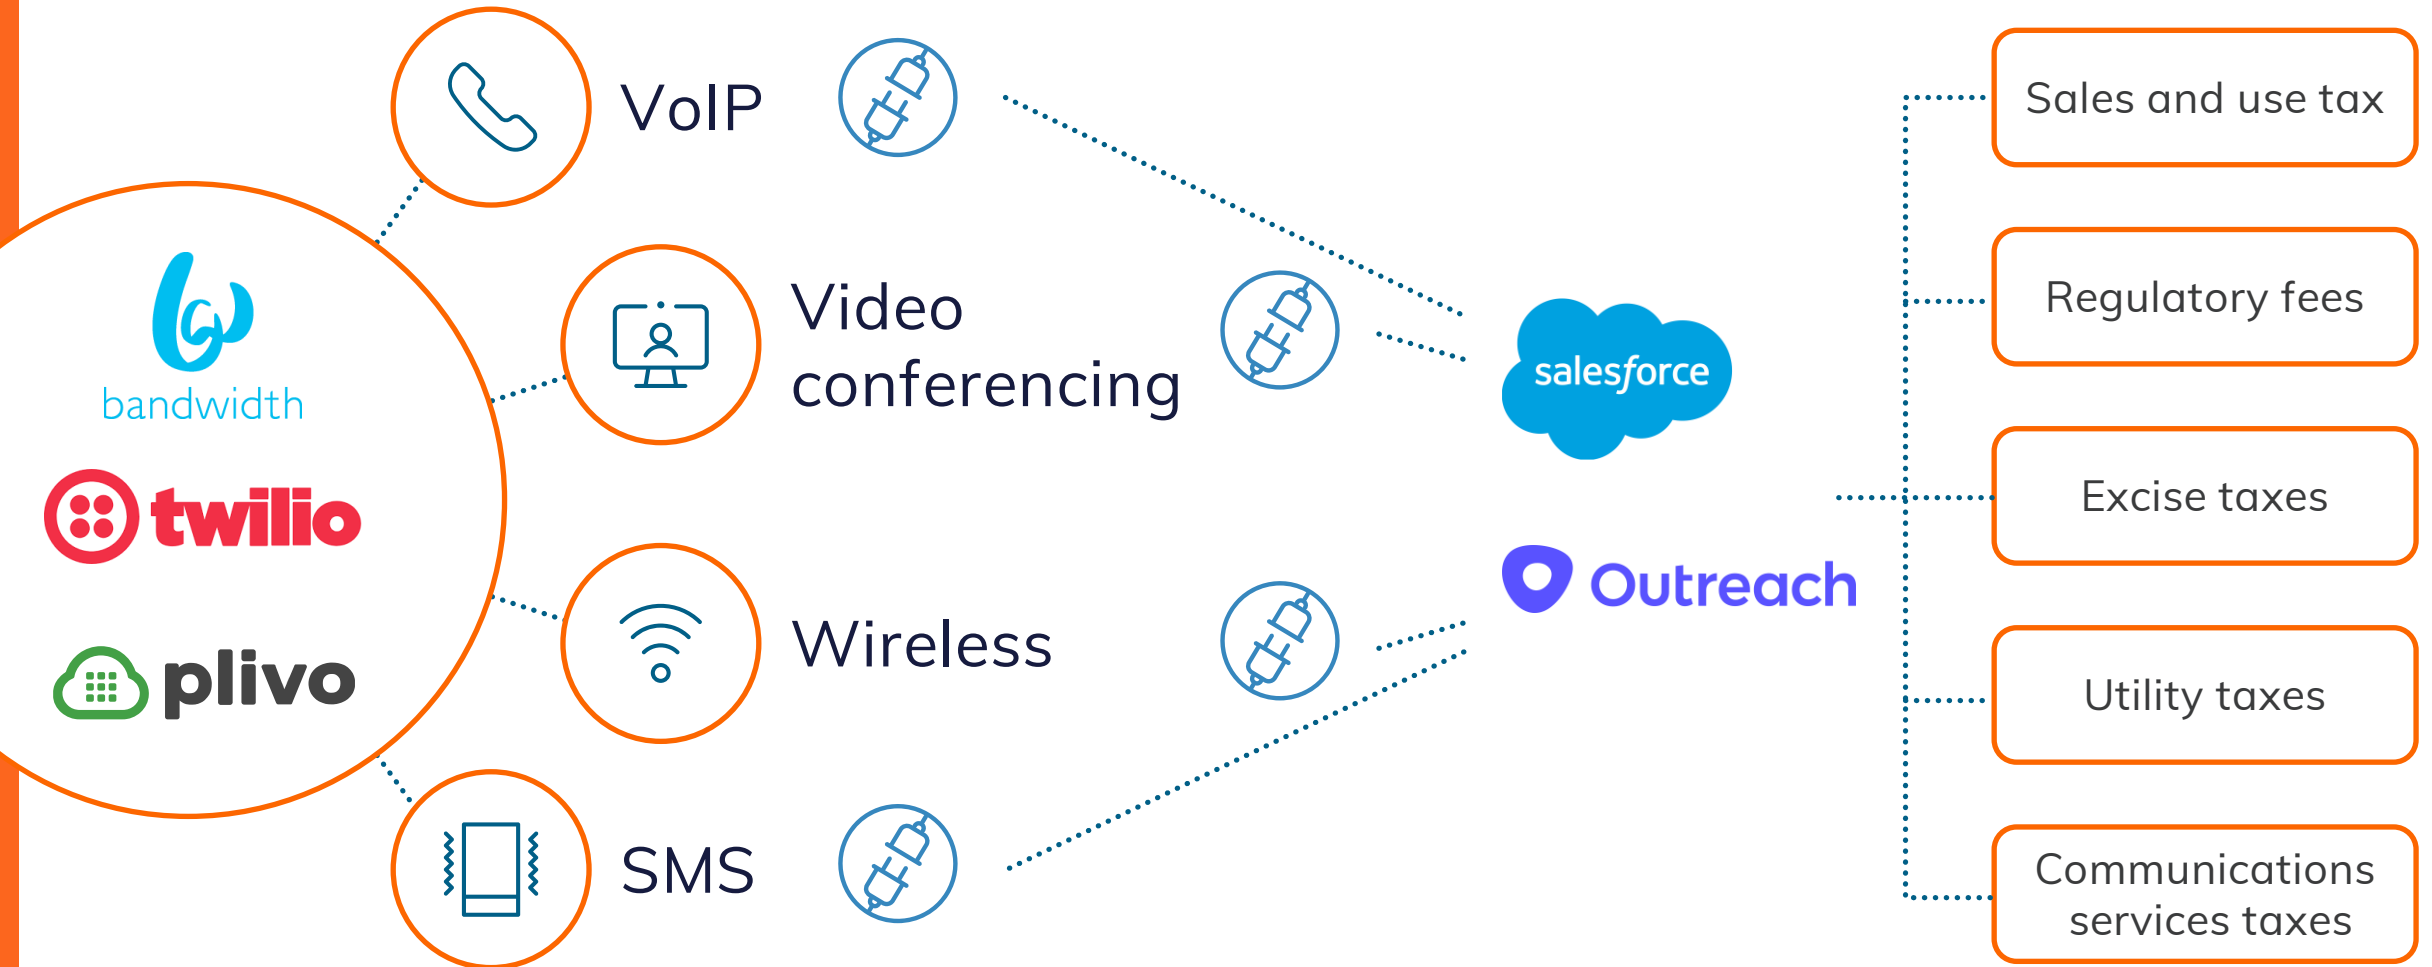 bandwidth
twilio
plivo
VoIP
Video
conferencing
Wireless
SMS
salesforce
Outreach
Sales and use tax
Regulatory fees
Excise taxes
Utility taxes
Communications
services taxes